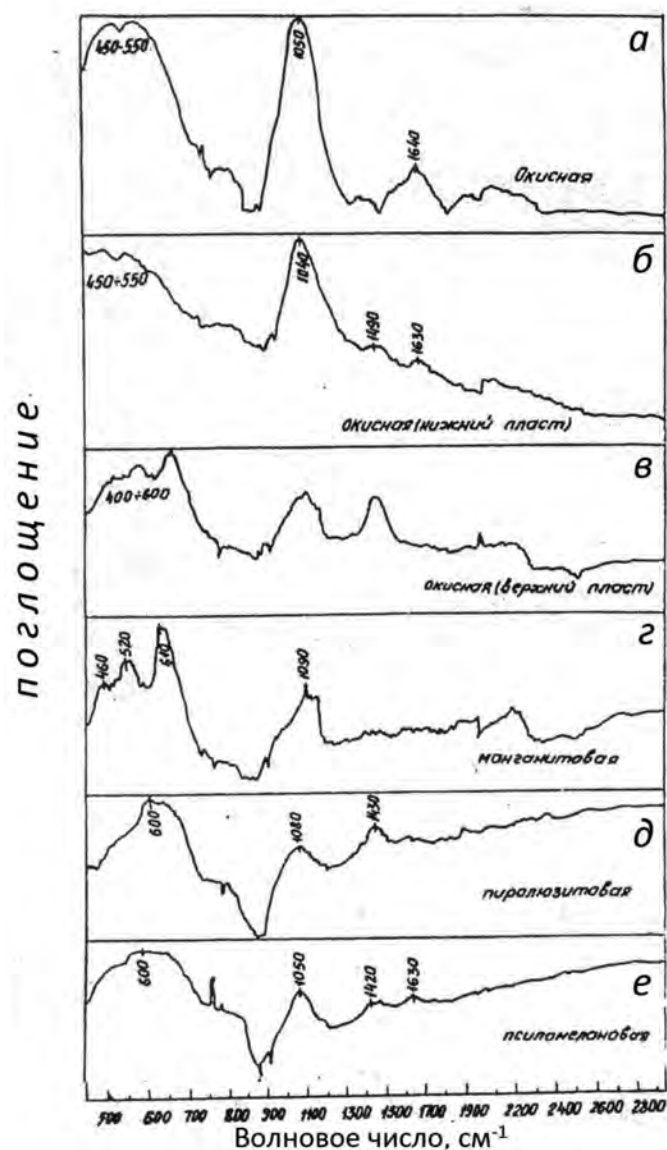 поглощение
450-550
1050
1640
а
Окисная
450÷550
1040
1490
1630
б
Окисная (нижний пласт)
400÷600
в
Окисная (верхний пласт)
460
520
610
1090
г
манганитовая
600
1080
1430
д
пиралюзитовая
600
1050
1420
1630
е
псиломелановая
500 600 700 800 900 1100 1300 1500 1700 1900 2200 2400 2600 2800
Волновое число, см⁻¹